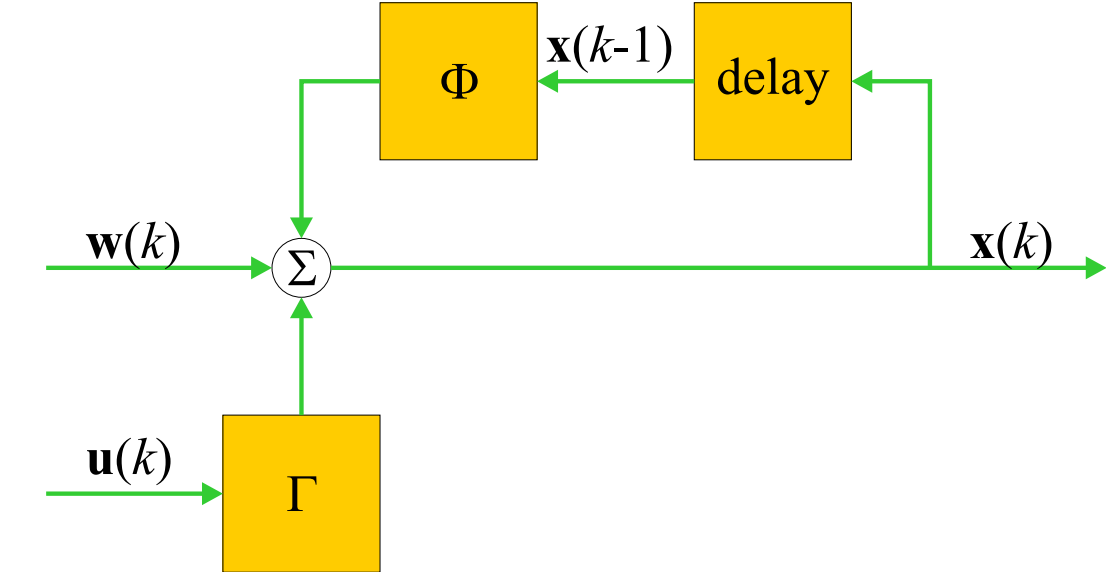 Φ
x(k-1)
delay
w(k)
Σ
x(k)
u(k)
Γ